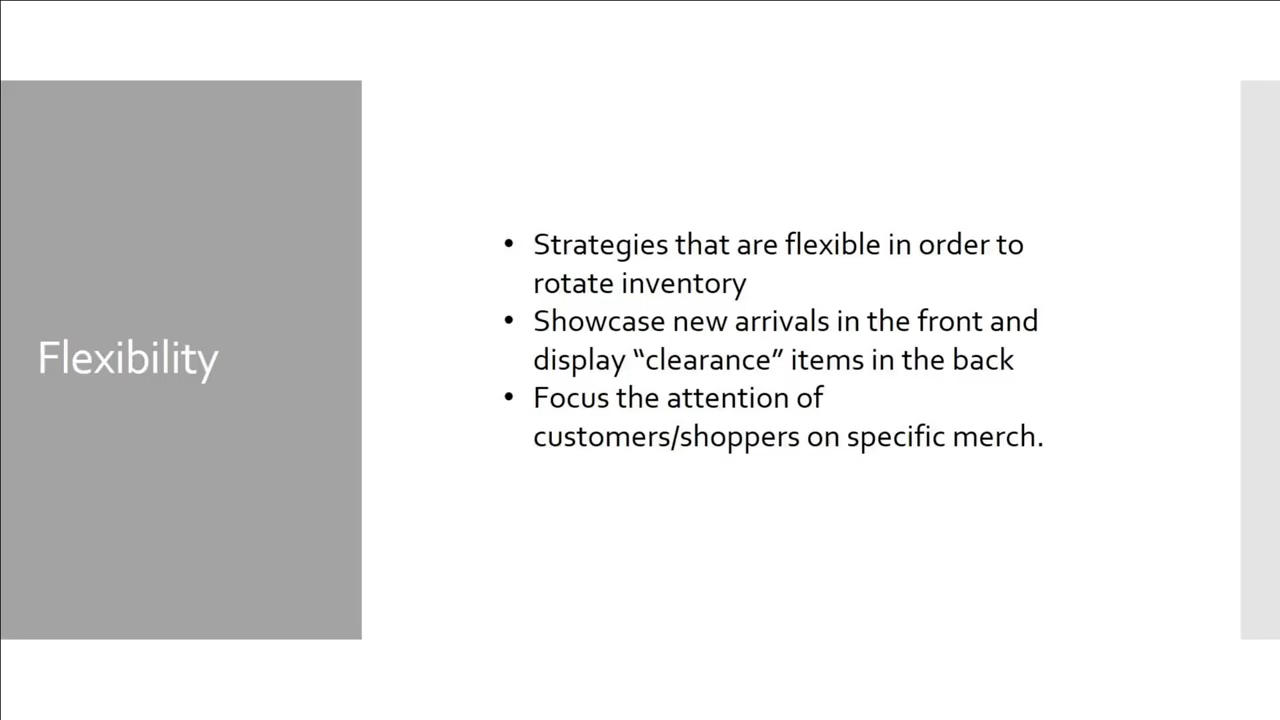 Flexibility
• Strategies that are flexible in order to
rotate inventory
• Showcase new arrivals in the front and
display “clearance” items in the back
• Focus the attention of
customers/shoppers on specific merch.